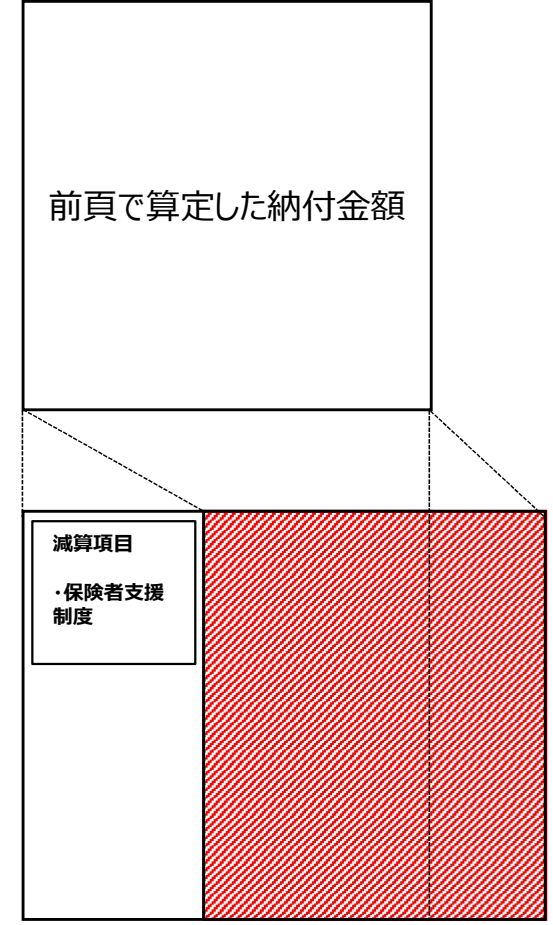 前頁で算定した納付金額
減算項目
・保険者支援
制度